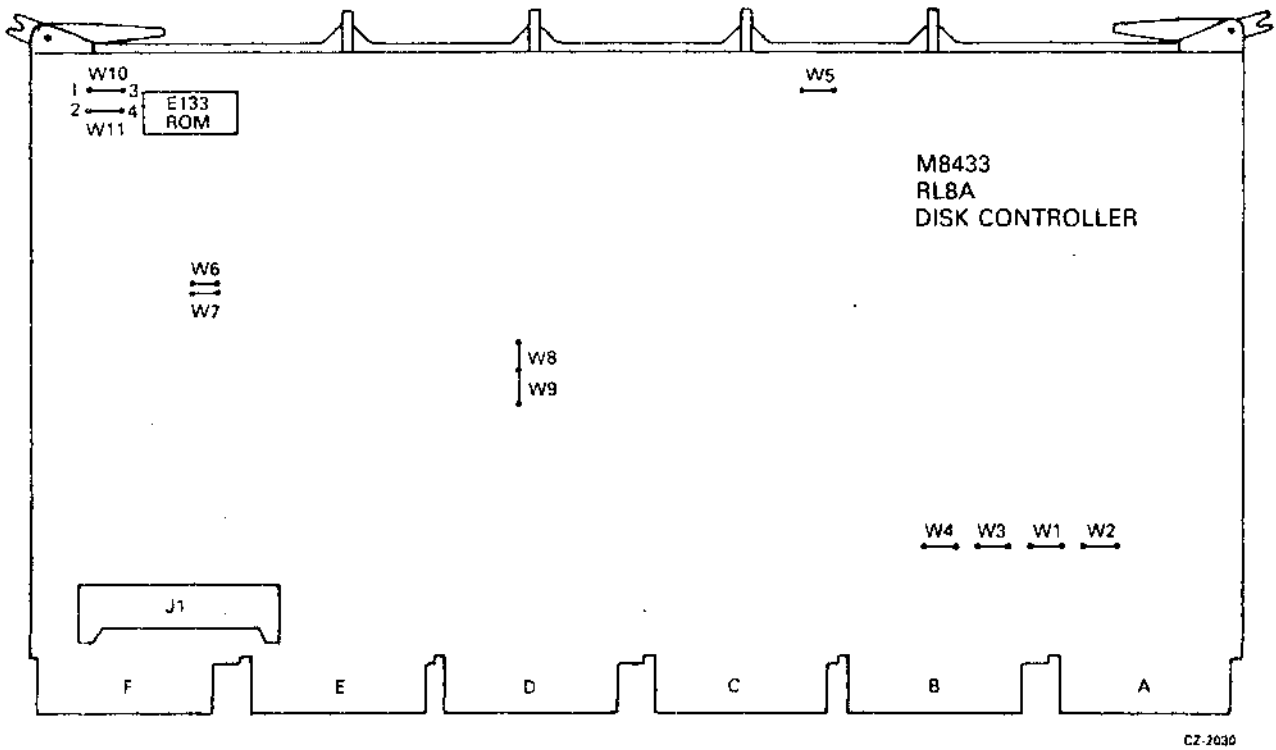 W10
1 3
2 4
W11
E133
ROM
W5
M8433
RL8A
DISK CONTROLLER
W6
W7
W8
W9
W4 W3 W1 W2
J1
F E D C B A
CZ-2030